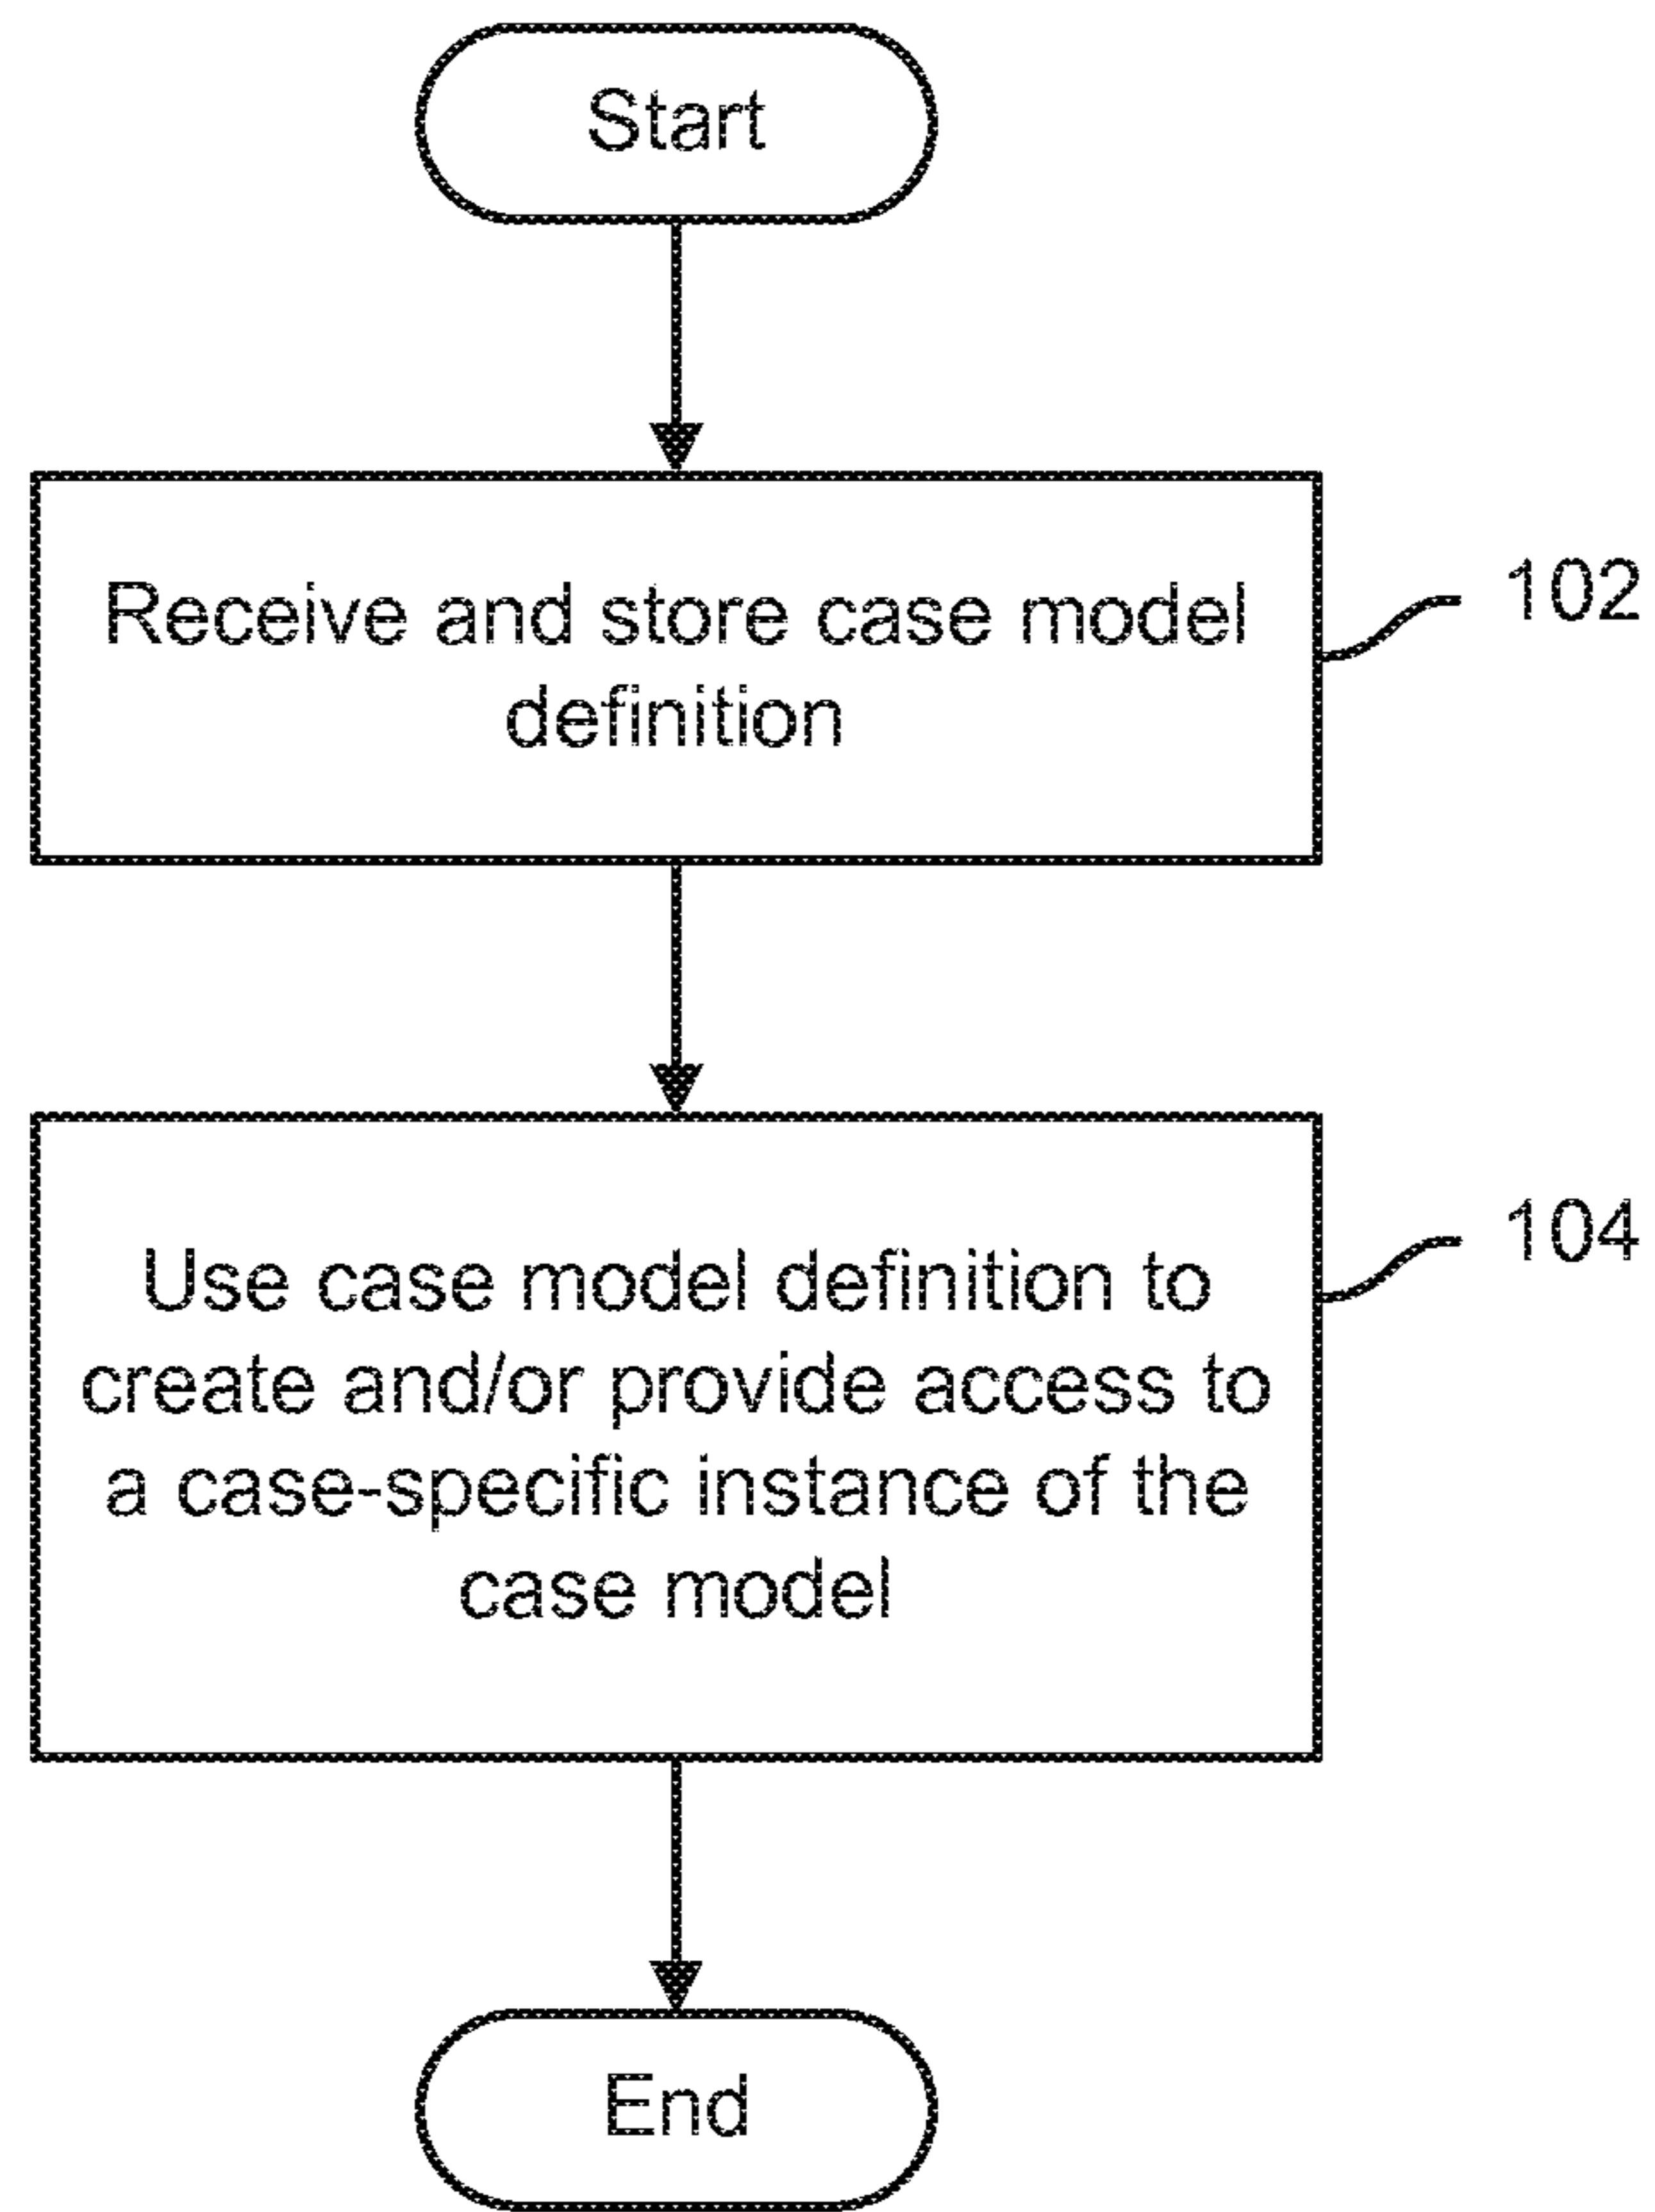 Start
Receive and store case model
definition
102
Use case model definition to
create and/or provide access to
a case-specific instance of the
case model
104
End